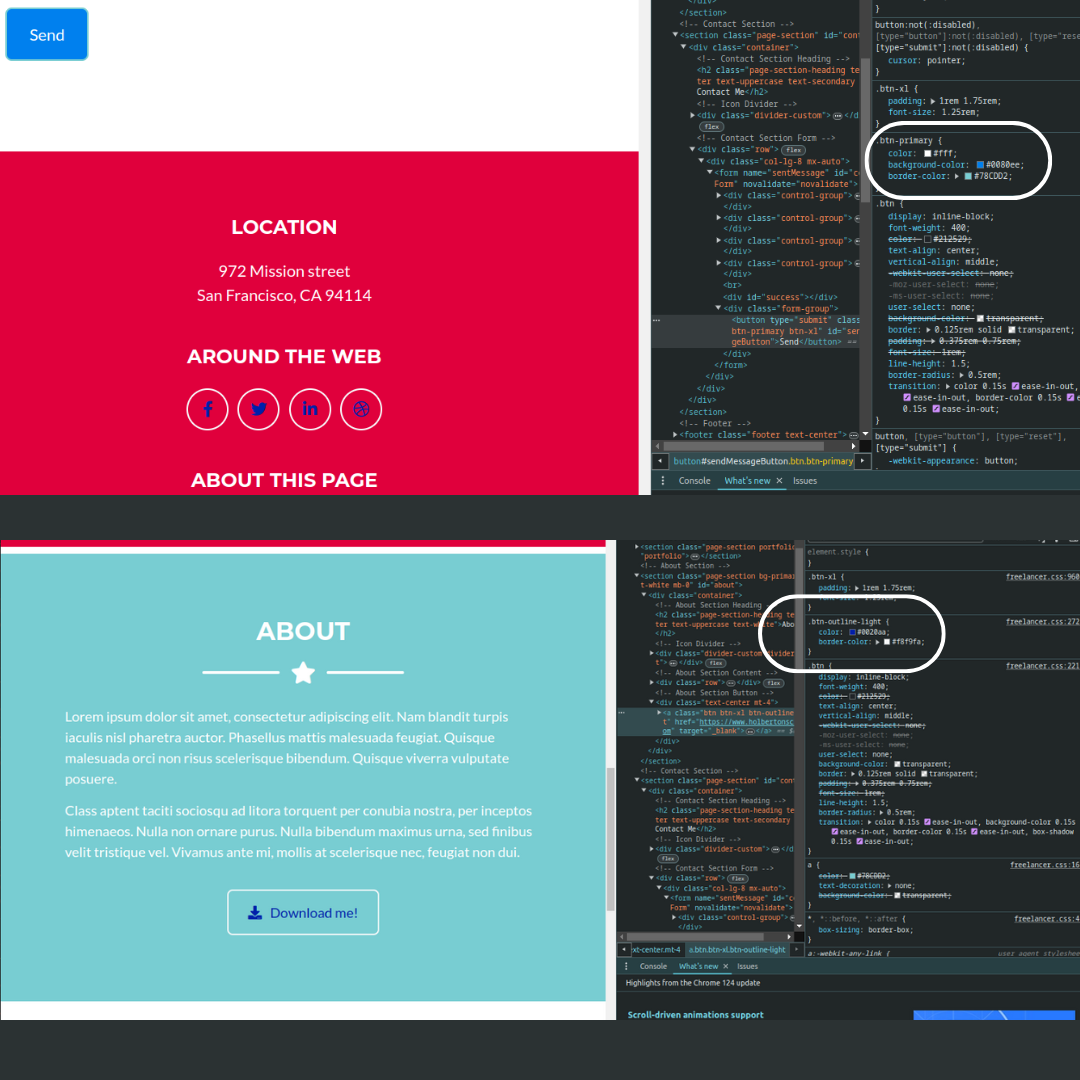 Send
LOCATION
972 Mission street
San Francisco, CA 94114
AROUND THE WEB
ABOUT THIS PAGE
</section>
<!-- Contact Section -->
<section class="page-section" id="cont
<div class="container">
<!-- Contact Section Heading -->
<h2 class="page-section-heading te
ter text-uppercase text-secondary
Contact Me</h2>
<!-- Icon Divider -->
<div class="divider-custom"> </d
flex
<!-- Contact Section Form -->
<div class="row"> flex
<div class="col-lg-8 mx-auto">
<form name="sentMessage" id="c
Form" novalidate="novalidate">
<div class="control-group">
</div>
<div class="control-group">
</div>
<div class="control-group">
</div>
<div class="control-group">
</div>
<br>
<div id="success"></div>
<div class="form-group">
<button type="submit" class
btn-primary btn-xl" id="sen
geButton">Send</button> ==
</div>
</form>
</div>
</div>
</div>
</section>
<!-- Footer -->
<footer class="footer text-center">
button#sendMessageButton.btn.btn-primary
Console What's new × Issues
}
button:not(:disabled),
[type="button"]:not(:disabled), [type="rese
[type="submit"]:not(:disabled) {
cursor: pointer;
}
.btn-xl {
padding: 1rem 1.75rem;
font-size: 1.25rem;
}
.btn-primary {
color: #fff;
background-color: #0080ee;
border-color: #78CDD2;
.btn {
display: inline-block;
font-weight: 400;
color: #212529;
text-align: center;
vertical-align: middle;
-webkit-user-select: none;
-moz-user-select: none;
-ms-user-select: none;
user-select: none;
background-color: transparent;
border: 0.125rem solid transparent;
padding: 0.375rem 0.75rem;
font-size: 1rem;
line-height: 1.5;
border-radius: 0.5rem;
transition: color 0.15s ease-in-out,
ease-in-out, border-color 0.15s e
0.15s ease-in-out;
}
button, [type="button"], [type="reset"],
[type="submit"] {
-webkit-appearance: button;
ABOUT
Lorem ipsum dolor sit amet, consectetur adipiscing elit. Nam blandit turpis
iaculis nisl pharetra auctor. Phasellus mattis malesuada feugiat. Quisque
malesuada orci non risus scelerisque bibendum. Quisque viverra vulputate
posuere.
Class aptent taciti sociosqu ad litora torquent per conubia nostra, per inceptos
himenaeos. Nulla non ornare purus. Nulla bibendum maximus urna, sed finibus
velit tristique vel. Vivamus ante mi, mollis at scelerisque nec, feugiat non dui.
Download me!
<section class="page-section portfolio
"portfolio"> </section>
<!-- About Section -->
<section class="page-section bg-primar
t-white mb-0" id="about">
<div class="container">
<!-- About Section Heading
<h2 class="page-section-heading te
ter text-uppercase text-white">Abo
</h2>
<!-- Icon Divider -->
<div class="divider-custom divider
t"> </div> flex
<!-- About Section Content -->
<div class="row"> </div> flex
<!-- About Section Button -->
<div class="text-center mt-4">
<a class="btn btn-xl btn-outline
t" href="https://www.holbertonsc
om" target="_blank"> </a> ==
</div>
</div>
</section>
<!-- Contact Section -->
<section class="page-section" id="cont
<div class="container">
<!-- Contact Section Heading -->
<h2 class="page-section-heading te
ter text-uppercase text-secondary
Contact Me</h2>
<!-- Icon Divider -->
<div class="divider-custom"> </d
flex
<!-- Contact Section Form -->
<div class="row"> flex
<div class="col-lg-8 mx-auto">
<form name="sentMessage" id="c
Form" novalidate="novalidate">
<div class="control-group">
</div>
xt-center.mt-4 a.btn.btn-xl.btn-outline-light
Console What's new × Issues
Highlights from the Chrome 124 update
Scroll-driven animations support
element.style {
}
.btn-xl { freelancer.css:960
padding: 1rem 1.75rem;
font-size: 1.25rem;
}
.btn-outline-light { freelancer.css:272
color: #0020aa;
border-color: #f8f9fa;
}
.btn { freelancer.css:221
display: inline-block;
font-weight: 400;
color: #212529;
text-align: center;
vertical-align: middle;
-webkit-user-select: none;
-moz-user-select: none;
-ms-user-select: none;
user-select: none;
background-color: transparent;
border: 0.125rem solid transparent;
padding: 0.375rem 0.75rem;
font-size: 1rem;
line-height: 1.5;
border-radius: 0.5rem;
transition: color 0.15s ease-in-out, background-color 0.15s
ease-in-out, border-color 0.15s ease-in-out, box-shadow
0.15s ease-in-out;
}
a { freelancer.css:16
color: #78CDD2;
text-decoration: none;
background-color: transparent;
}
*, *::before, *::after { freelancer.css:4
box-sizing: border-box;
}
a:-webkit-any-link { user agent styleshee